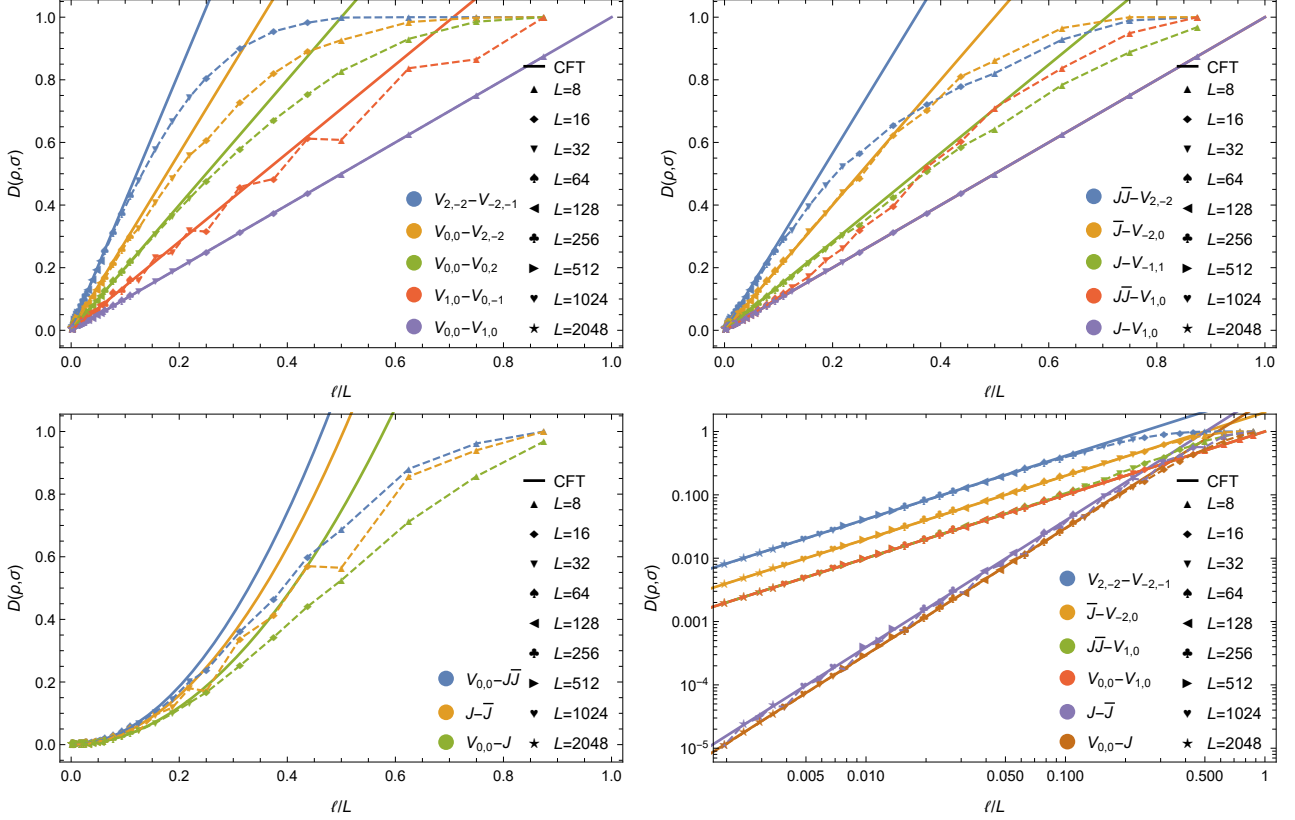 D(ρ,σ)
1.0
0.8
0.6
0.4
0.2
0.0
0.0 0.2 0.4 0.6 0.8 1.0
ℓ/L
V2,-2-V-2,-1
V0,0-V2,-2
V0,0-V0,2
V1,0-V0,-1
V0,0-V1,0
CFT
L=8
L=16
L=32
L=64
L=128
L=256
L=512
L=1024
L=2048
D(ρ,σ)
1.0
0.8
0.6
0.4
0.2
0.0
0.0 0.2 0.4 0.6 0.8 1.0
ℓ/L
JJ̅-V2,-2
J̅-V-2,0
J-V-1,1
JJ̅-V1,0
J-V1,0
CFT
L=8
L=16
L=32
L=64
L=128
L=256
L=512
L=1024
L=2048
D(ρ,σ)
1.0
0.8
0.6
0.4
0.2
0.0
0.0 0.2 0.4 0.6 0.8 1.0
ℓ/L
V0,0-JJ̅
J-J̅
V0,0-J
CFT
L=8
L=16
L=32
L=64
L=128
L=256
L=512
L=1024
L=2048
D(ρ,σ)
1
0.100
0.010
0.001
10⁻⁴
10⁻⁵
0.005 0.010 0.050 0.100 0.500 1
ℓ/L
V2,-2-V-2,-1
J̅-V-2,0
JJ̅-V1,0
V0,0-V1,0
J-J̅
V0,0-J
CFT
L=8
L=16
L=32
L=64
L=128
L=256
L=512
L=1024
L=2048